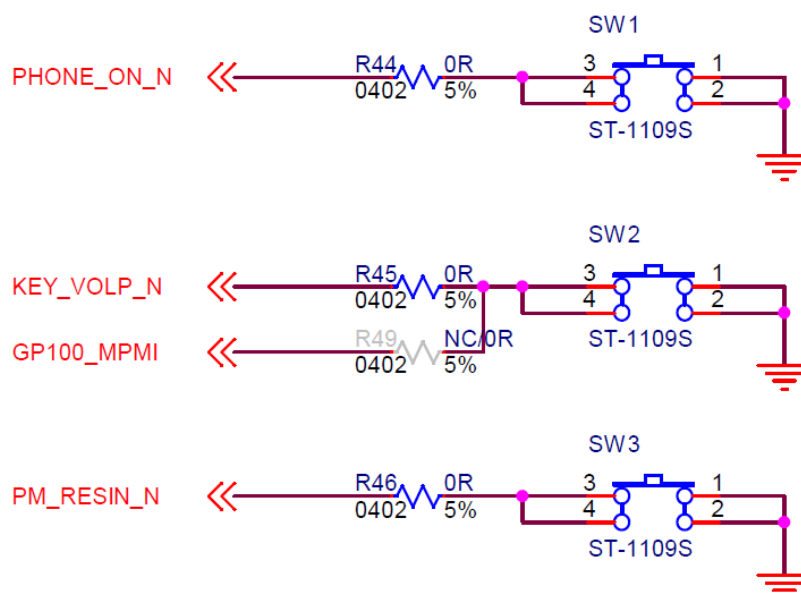 SW1
PHONE_ON_N R44 0R 3 1
0402 5% 4 2
ST-1109S
SW2
KEY_VOLP_N R45 0R 3 1
0402 5% 4 2
GP100_MPMI R49 NC/0R ST-1109S
0402 5%
SW3
PM_RESIN_N R46 0R 3 1
0402 5% 4 2
ST-1109S